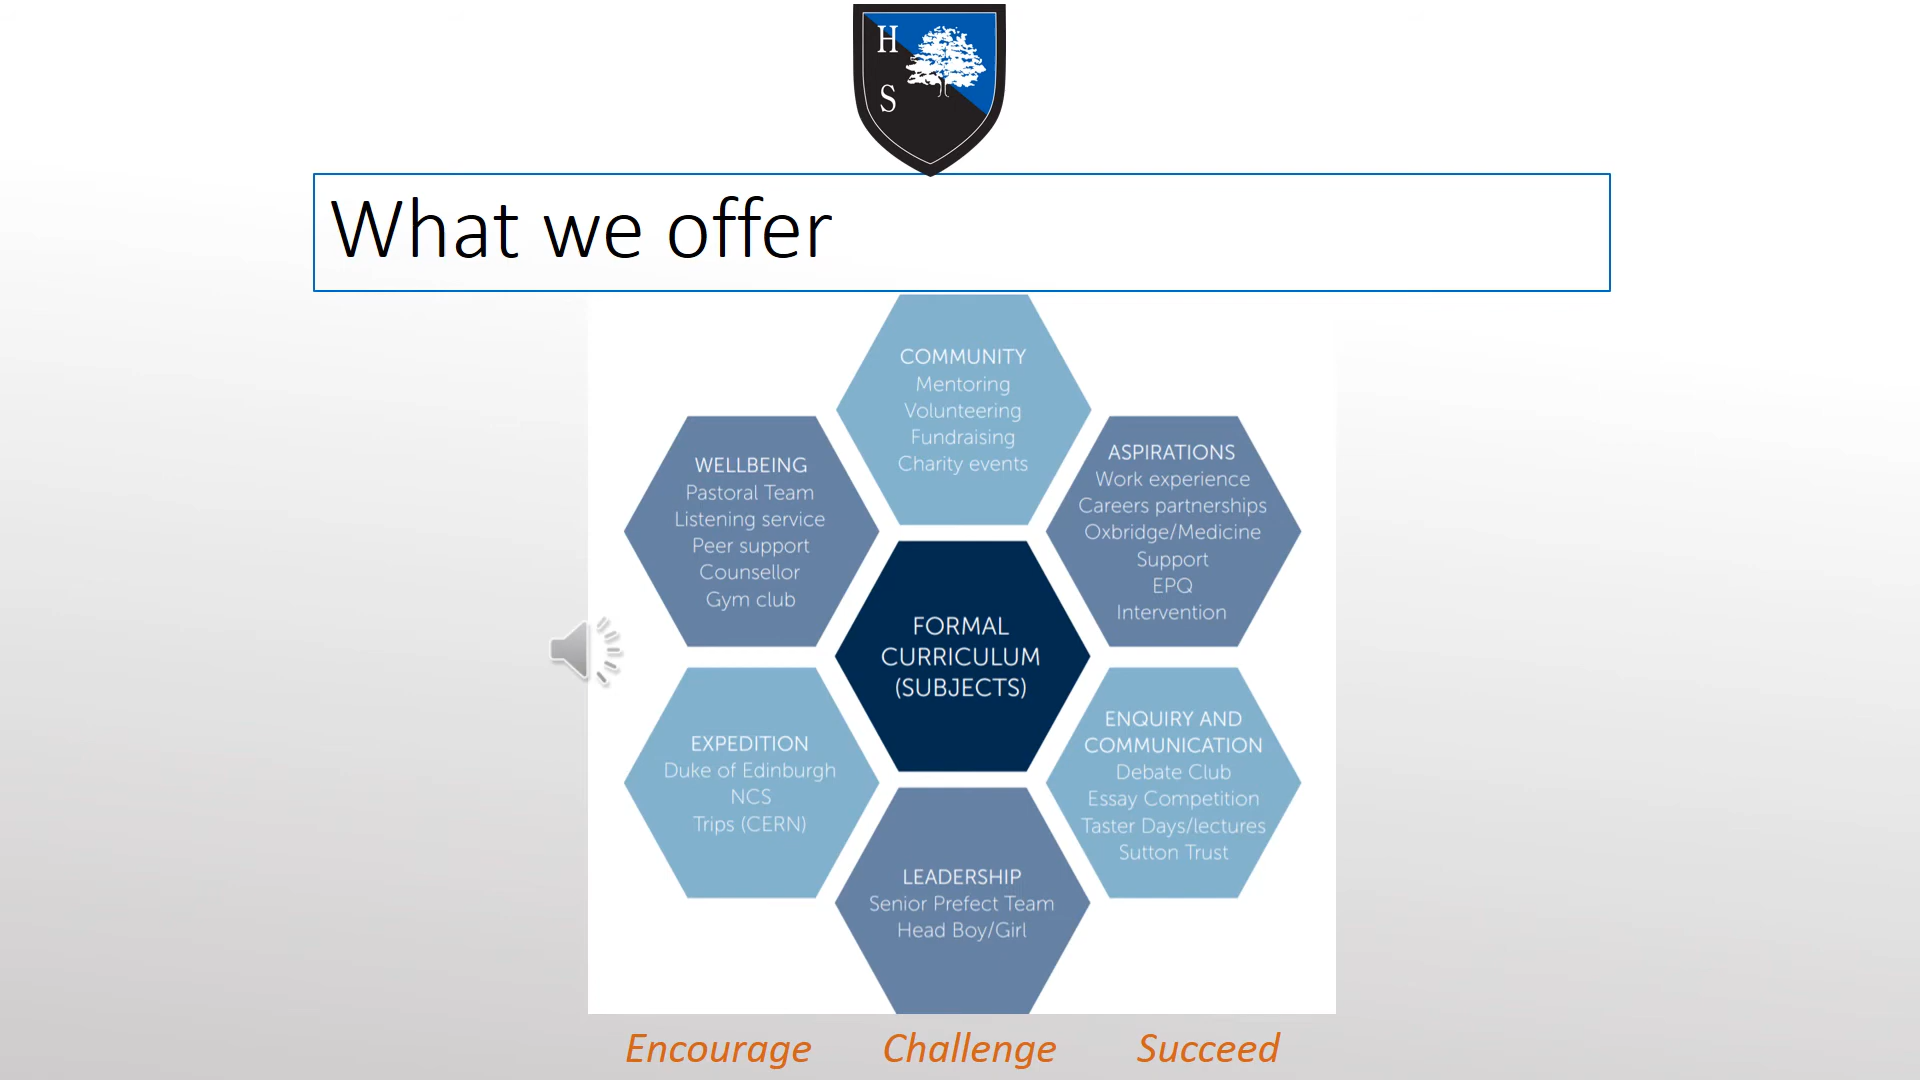 H
S
What we offer
COMMUNITY
Mentoring
Volunteering
Fundraising
Charity events
WELLBEING
Pastoral Team
Listening service
Peer support
Counsellor
Gym club
ASPIRATIONS
Work experience
Careers partnerships
Oxbridge/Medicine
Support
EPQ
Intervention
FORMAL
CURRICULUM
(SUBJECTS)
EXPEDITION
Duke of Edinburgh
NCS
Trips (CERN)
ENQUIRY AND
COMMUNICATION
Debate Club
Essay Competition
Taster Days/lectures
Sutton Trust
LEADERSHIP
Senior Prefect Team
Head Boy/Girl
Encourage Challenge Succeed